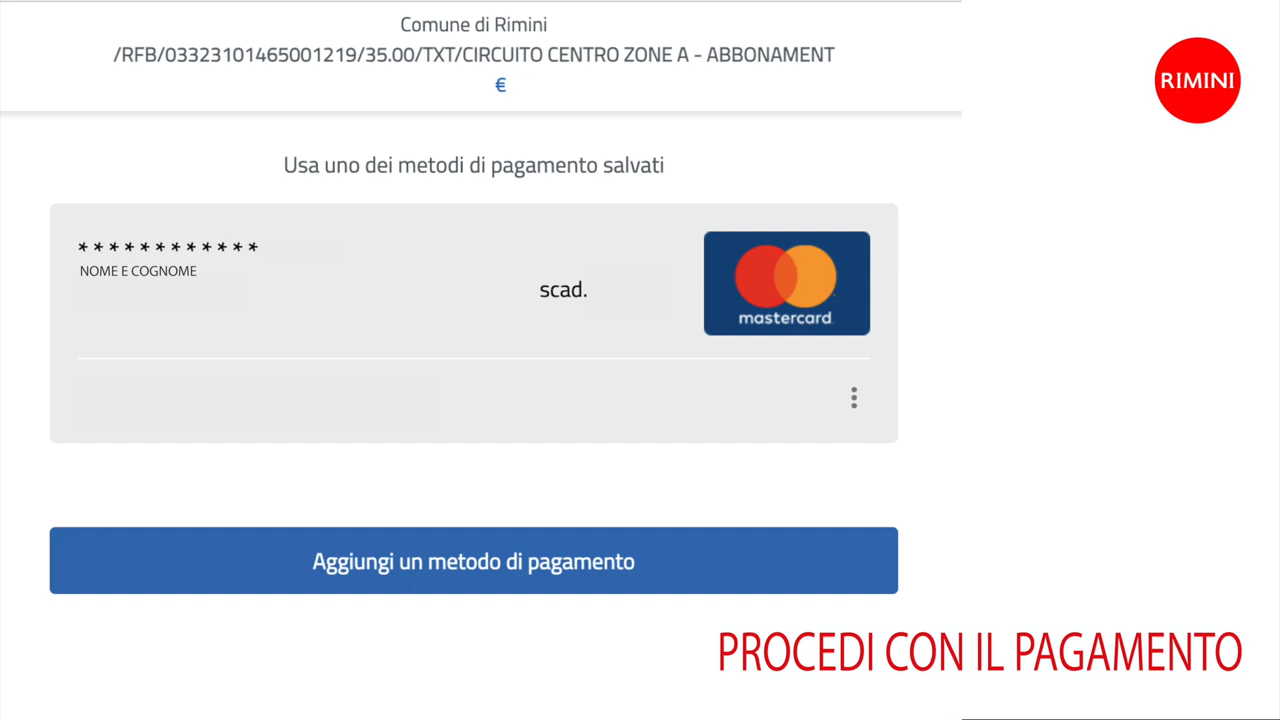 Comune di Rimini
/RFB/03323101465001219/35.00/TXT/CIRCUITO CENTRO ZONE A - ABBONAMENT
€
RIMINI
Usa uno dei metodi di pagamento salvati
* * * * * * * * * * * *
NOME E COGNOME
scad.
mastercard
Aggiungi un metodo di pagamento
PROCEDI CON IL PAGAMENTO